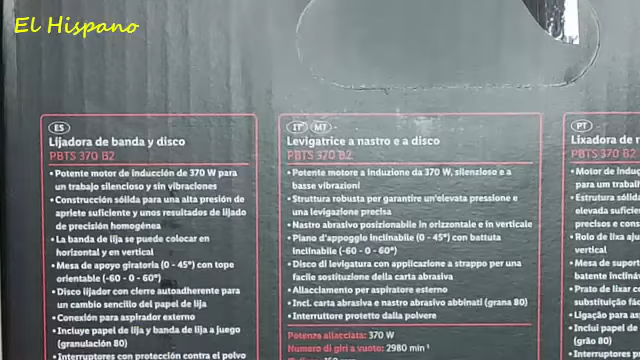 El Hispano
ES
Lijadora de banda y disco
PBTS 370 B2
• Potente motor de inducción de 370 W para
un trabajo silencioso y sin vibraciones
• Construcción sólida para una alta presión de
apriete suficiente y unos resultados de lijado
de precisión homogénea
• La banda de lija se puede colocar en
horizontal y en vertical
• Mesa de apoyo giratoria (0 - 45°) con tope
orientable (-60 - 0 - 60°)
• Disco lijador con cierre autoadherente para
un cambio sencillo del papel de lija
• Conexión para aspirador externo
• Incluye papel de lija y banda de lija a juego
(granulación 80)
• Interruptores con protección contra el polvo
IT MT
Levigatrice a nastro e a disco
PBTS 370 B2
• Potente motore a induzione da 370 W, silenzioso e a
basse vibrazioni
• Struttura robusta per garantire un'elevata pressione e
una levigazione precisa
• Nastro abrasivo posizionabile in orizzontale e in verticale
• Piano d'appoggio inclinabile (0 - 45°) con battuta
inclinabile (-60 - 0 - 60°)
• Disco di levigatura con applicazione a strappo per una
facile sostituzione della carta abrasiva
• Allacciamento per aspiratore esterno
• Incl. carta abrasiva e nastro abrasivo abbinati (grana 80)
• Interruttore protetto dalla polvere
Potenza allacciata: 370 W
Numero di giri a vuoto: 2980 min⁻¹
PT
Lixadora de
PBTS 370 B2
• Motor de
para um
• Estrutura
elevada
precisos e
• Rolo de lixa
vertical
• Mesa de
batente
• Prato de lixar
substituição
• Ligação para
• Inclui papel de
(grão 80)
• Interruptores